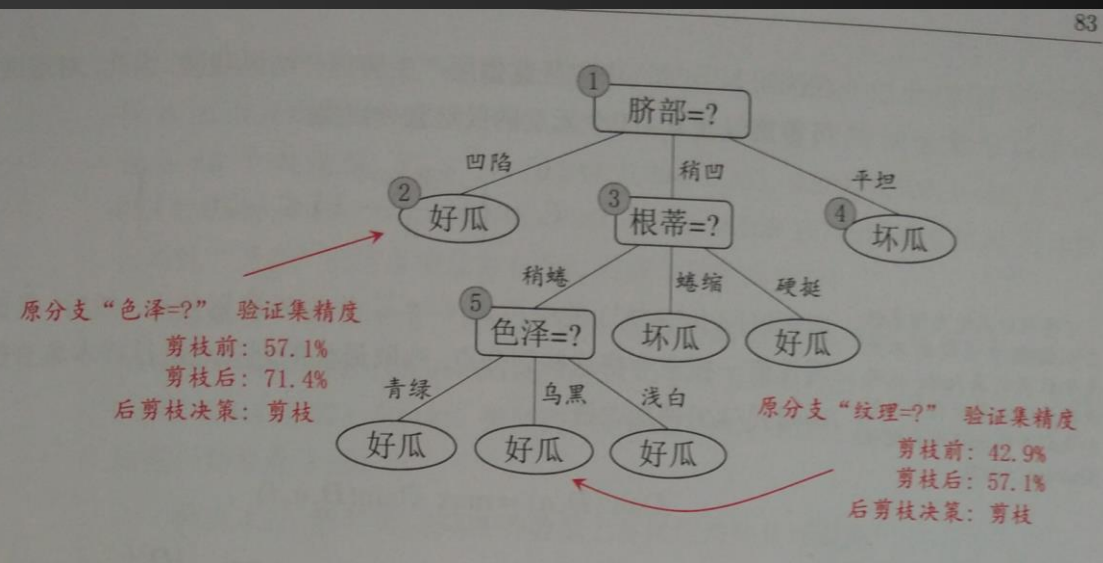 83
1
脐部=?
凹陷
稍凹
平坦
2
好瓜
3
根蒂=?
4
坏瓜
稍蜷
蜷缩
硬挺
5
色泽=?
坏瓜
好瓜
原分支“色泽=?” 验证集精度
剪枝前: 57.1%
剪枝后: 71.4%
后剪枝决策: 剪枝
青绿
乌黑
浅白
好瓜
好瓜
好瓜
原分支“纹理=?” 验证集精度
剪枝前: 42.9%
剪枝后: 57.1%
后剪枝决策: 剪枝